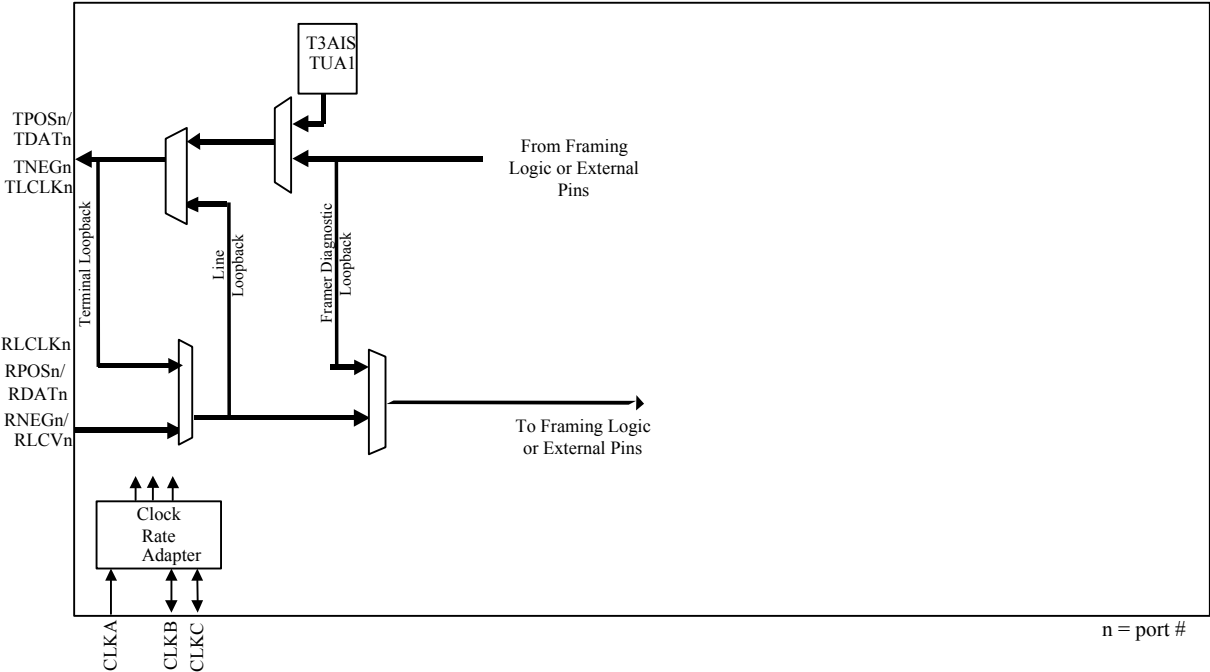 T3AIS
TUA1
TPOSn/
TDATn
TNEGn
TLCLKn
From Framing
Logic or External
Pins
Terminal Loopback
Line
Loopback
Framer Diagnostic
Loopback
RLCLKn
RPOSn/
RDATn
RNEGn/
RLCVn
To Framing Logic
or External Pins
Clock
Rate
Adapter
CLKA
CLKB
CLKC
n = port #